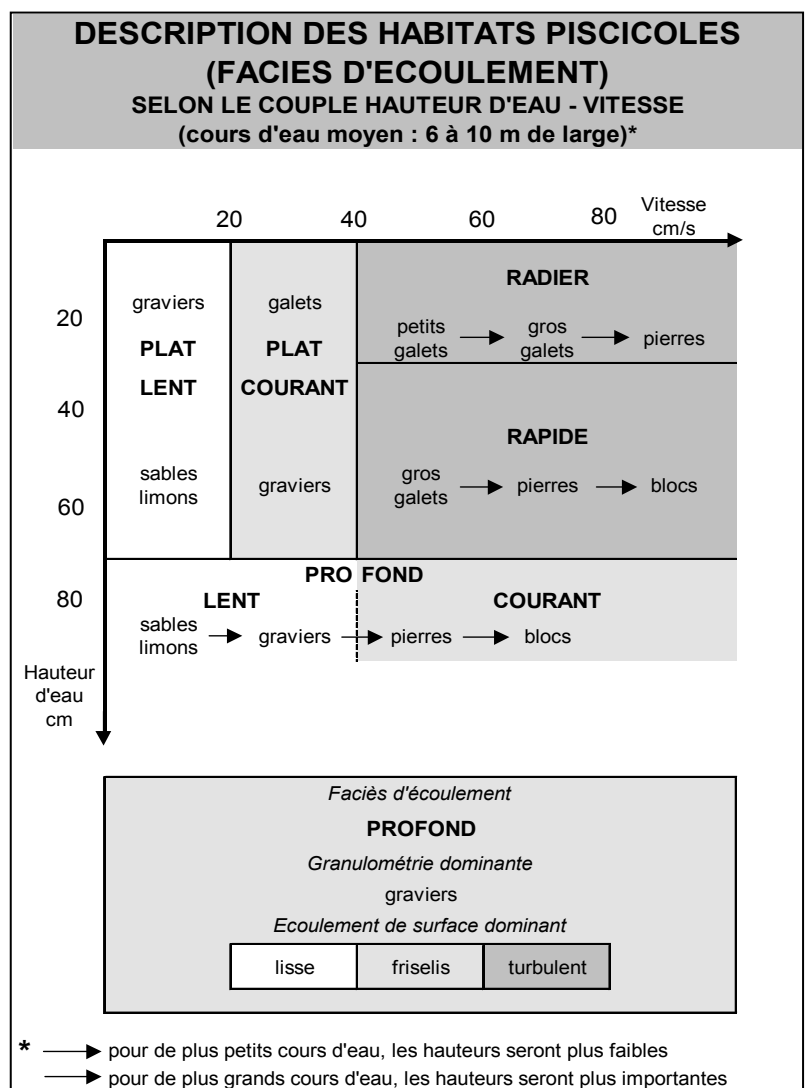 DESCRIPTION DES HABITATS PISCICOLES
(FACIES D'ECOULEMENT)
SELON LE COUPLE HAUTEUR D'EAU - VITESSE
(cours d'eau moyen : 6 à 10 m de large)*
20 40 60 80 Vitesse
cm/s
20
40
60
80
Hauteur
d'eau
cm
graviers
PLAT
LENT
sables
limons
galets
PLAT
COURANT
graviers
RADIER
petits
galets
gros
galets
pierres
RAPIDE
gros
galets
pierres
blocs
PROFOND
LENT
COURANT
sables
limons
graviers
pierres
blocs
Faciès d'écoulement
PROFOND
Granulométrie dominante
graviers
Ecoulement de surface dominant
lisse friselis turbulent
* pour de plus petits cours d'eau, les hauteurs seront plus faibles
pour de plus grands cours d'eau, les hauteurs seront plus importantes